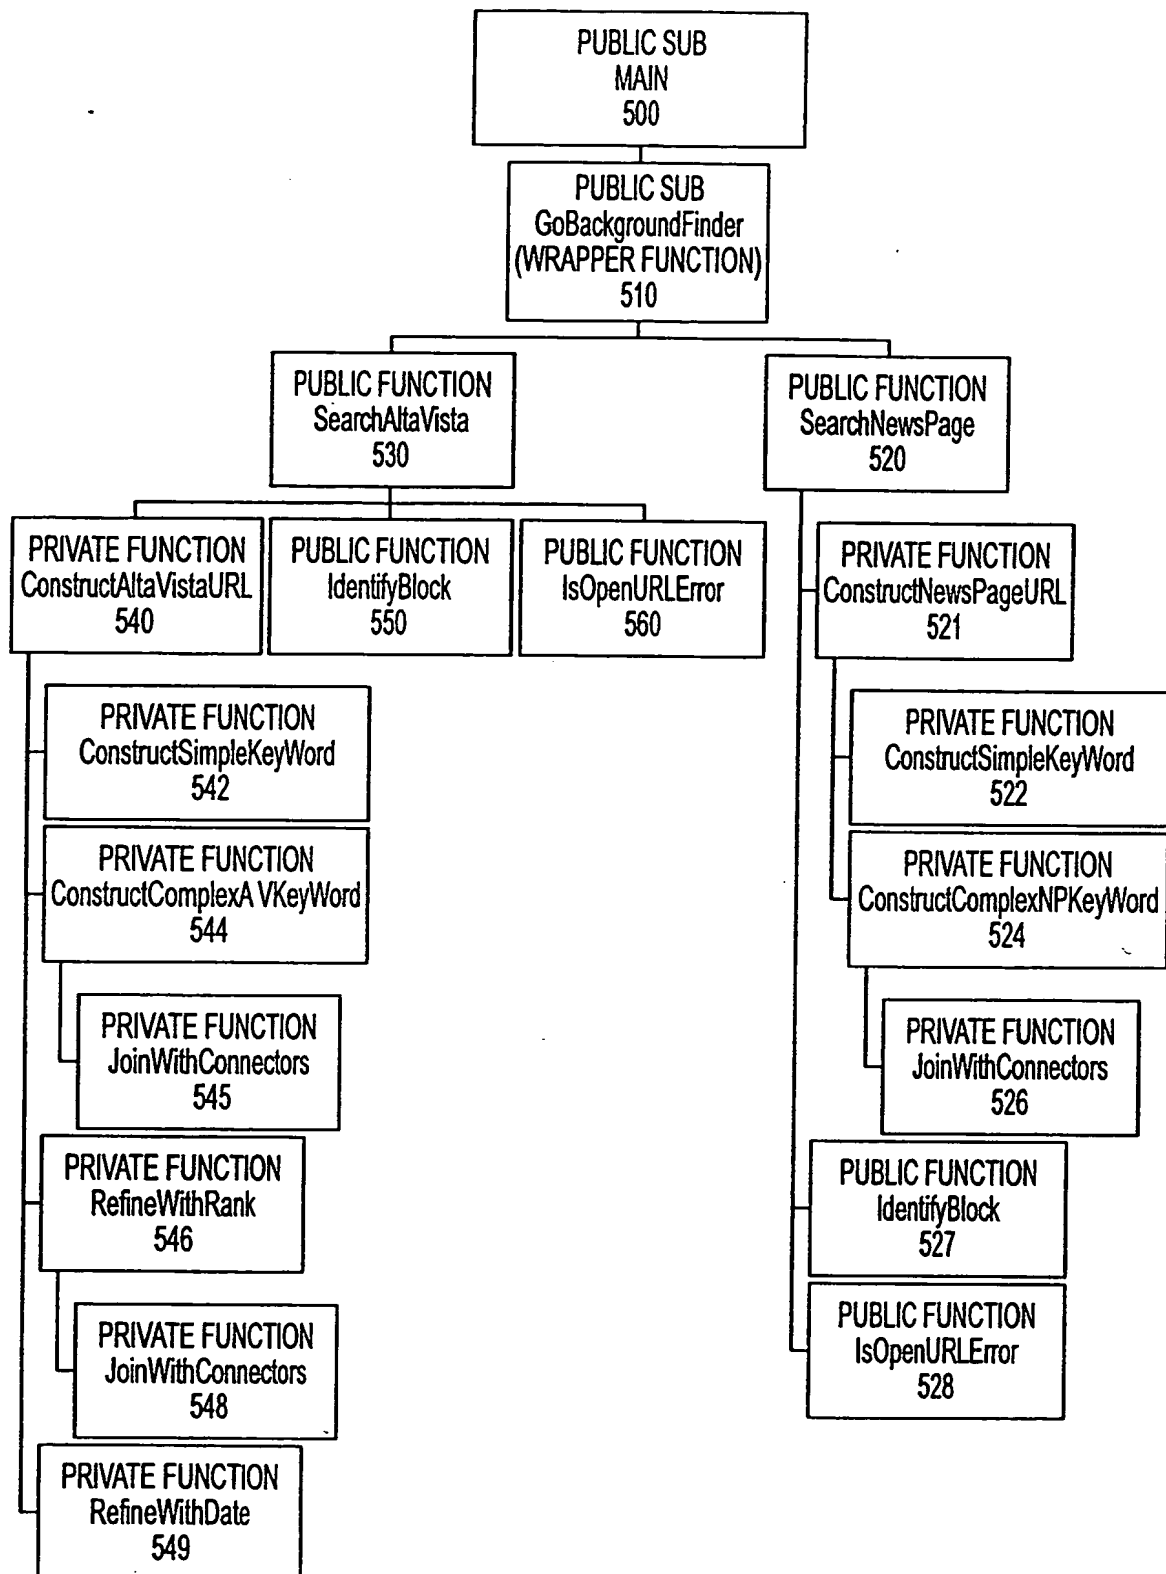 PUBLIC SUB
MAIN
500
PUBLIC SUB
GoBackgroundFinder
(WRAPPER FUNCTION)
510
PUBLIC FUNCTION
SearchAltaVista
530
PUBLIC FUNCTION
SearchNewsPage
520
PRIVATE FUNCTION
ConstructAltaVistaURL
540
PUBLIC FUNCTION
IdentifyBlock
550
PUBLIC FUNCTION
IsOpenURLError
560
PRIVATE FUNCTION
ConstructNewsPageURL
521
PRIVATE FUNCTION
ConstructSimpleKeyWord
542
PRIVATE FUNCTION
ConstructSimpleKeyWord
522
PRIVATE FUNCTION
ConstructComplexA VKeyWord
544
PRIVATE FUNCTION
ConstructComplexNPKeyWord
524
PRIVATE FUNCTION
JoinWithConnectors
545
PRIVATE FUNCTION
JoinWithConnectors
526
PRIVATE FUNCTION
RefineWithRank
546
PUBLIC FUNCTION
IdentifyBlock
527
PRIVATE FUNCTION
JoinWithConnectors
548
PUBLIC FUNCTION
IsOpenURLError
528
PRIVATE FUNCTION
RefineWithDate
549